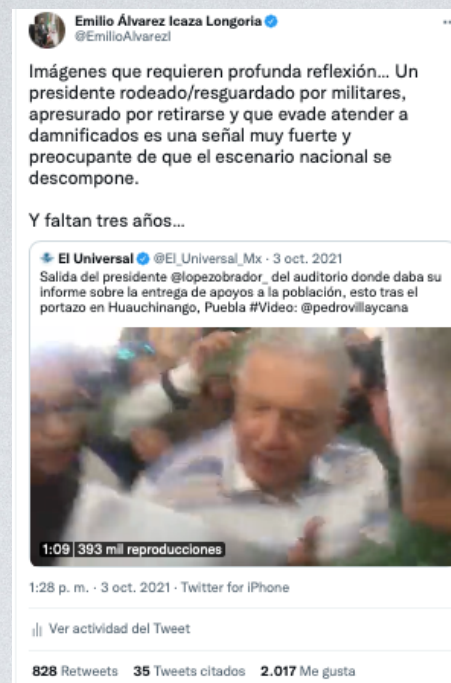 Emilio Álvarez Icaza Longoria
@EmilioAlvarezI
Imágenes que requieren profunda reflexión... Un
presidente rodeado/resguardado por militares,
apresurado por retirarse y que evade atender a
damnificados es una señal muy fuerte y
preocupante de que el escenario nacional se
descompone.
Y faltan tres años...
El Universal @El_Universal_Mx · 3 oct. 2021
Salida del presidente @lopezobrador_ del auditorio donde daba su
informe sobre la entrega de apoyos a la población, esto tras el
portazo en Huauchinango, Puebla #Video: @pedrovillaycana
1:09 393 mil reproducciones
1:28 p. m. · 3 oct. 2021 · Twitter for iPhone
Ver actividad del Tweet
828 Retweets 35 Tweets citados 2.017 Me gusta